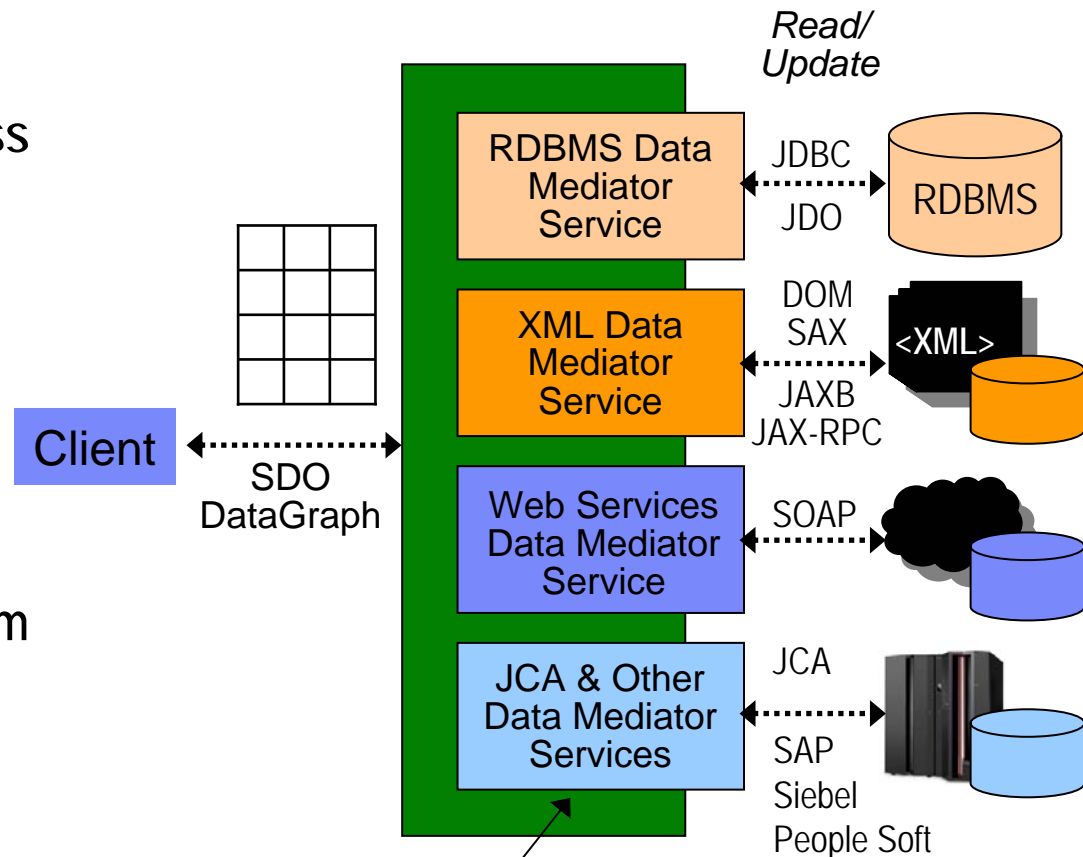 Read/
Update
ss
RDBMS Data
Mediator
Service
JDBC
JDO
RDBMS
XML Data
Mediator
Service
DOM
SAX
JAXB
JAX-RPC
<XML>
Client
SDO
DataGraph
Web Services
Data Mediator
Service
SOAP
m
JCA & Other
Data Mediator
Services
JCA
SAP
Siebel
People Soft